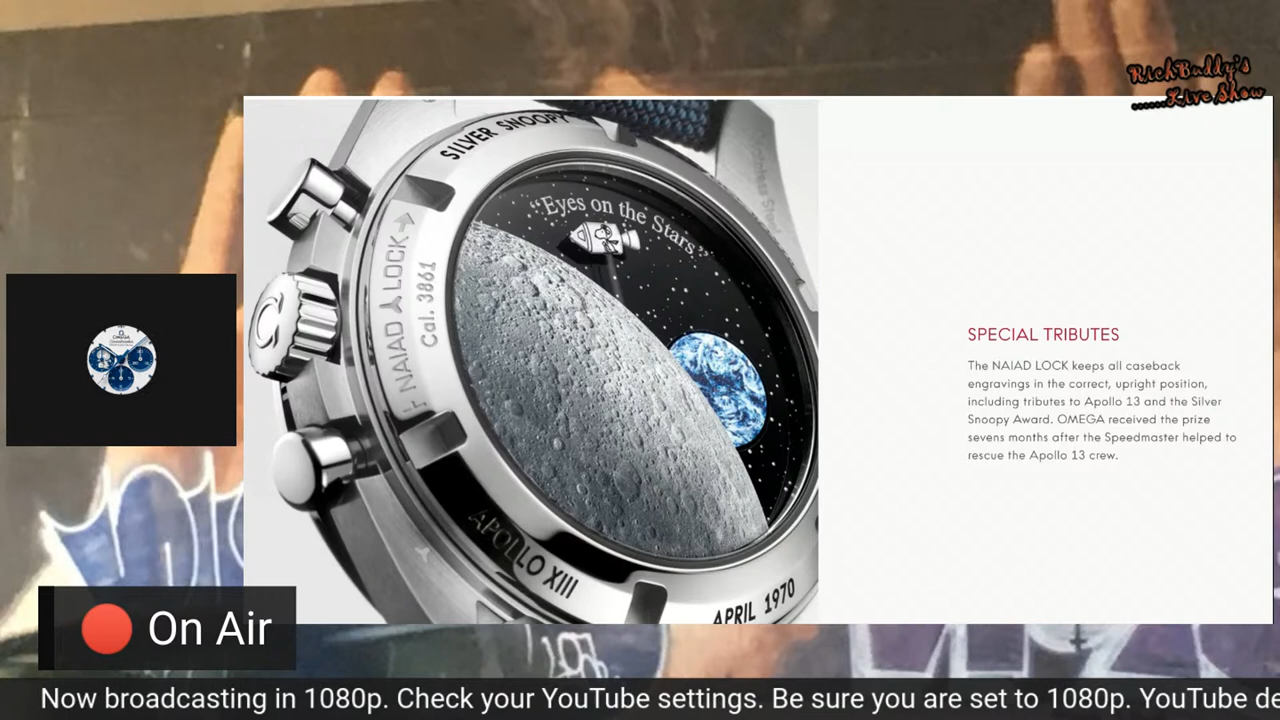 RichBuddy's
......Live Show
SILVER SNOOPY
"Eyes on the Stars"
NAIAD LOCK
Cal. 3861
APOLLO XIII
APRIL 1970
SPECIAL TRIBUTES
The NAIAD LOCK keeps all caseback
engravings in the correct, upright position,
including tributes to Apollo 13 and the Silver
Snoopy Award. OMEGA received the prize
sevens months after the Speedmaster helped to
rescue the Apollo 13 crew.
OMEGA
On Air
Now broadcasting in 1080p. Check your YouTube settings. Be sure you are set to 1080p. YouTube de